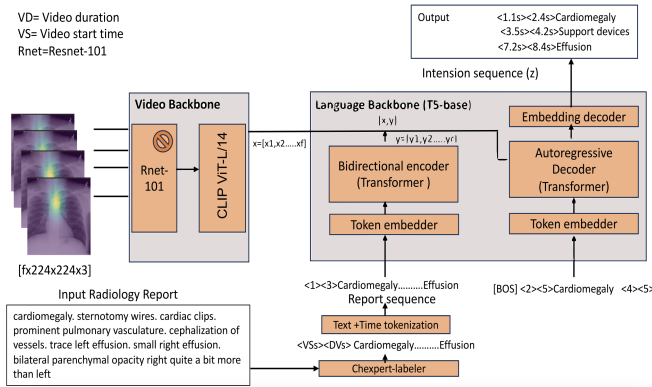 VD= Video duration
VS= Video start time
Rnet=Resnet-101
Output
<1.1s><2.4s>Cardiomegaly
<3.5s><4.2s>Support devices
<7.2s><8.4s>Effusion
Intension sequence (z)
Video Backbone
Rnet-
101
CLIP ViT-L/14
x=[x1,x2.....xf]
[fx224x224x3]
Language Backbone (T5-base)
[x,y]
y=[y1,y2.....yr]
Bidirectional encoder
(Transformer )
Token embedder
Embedding decoder
Autoregressive
Decoder
(Transformer)
Token embedder
<1><3>Cardiomegaly..........Effusion
Report sequence
[BOS] <2><5>Cardiomegaly <4><5>
Text +Time tokenization
<VSs><DVs> Cardiomegaly..........Effusion
Chexpert-labeler
Input Radiology Report
cardiomegaly. sternotomy wires. cardiac clips.
prominent pulmonary vasculature. cephalization of
vessels. trace left effusion. small right effusion.
bilateral parenchymal opacity right quite a bit more
than left